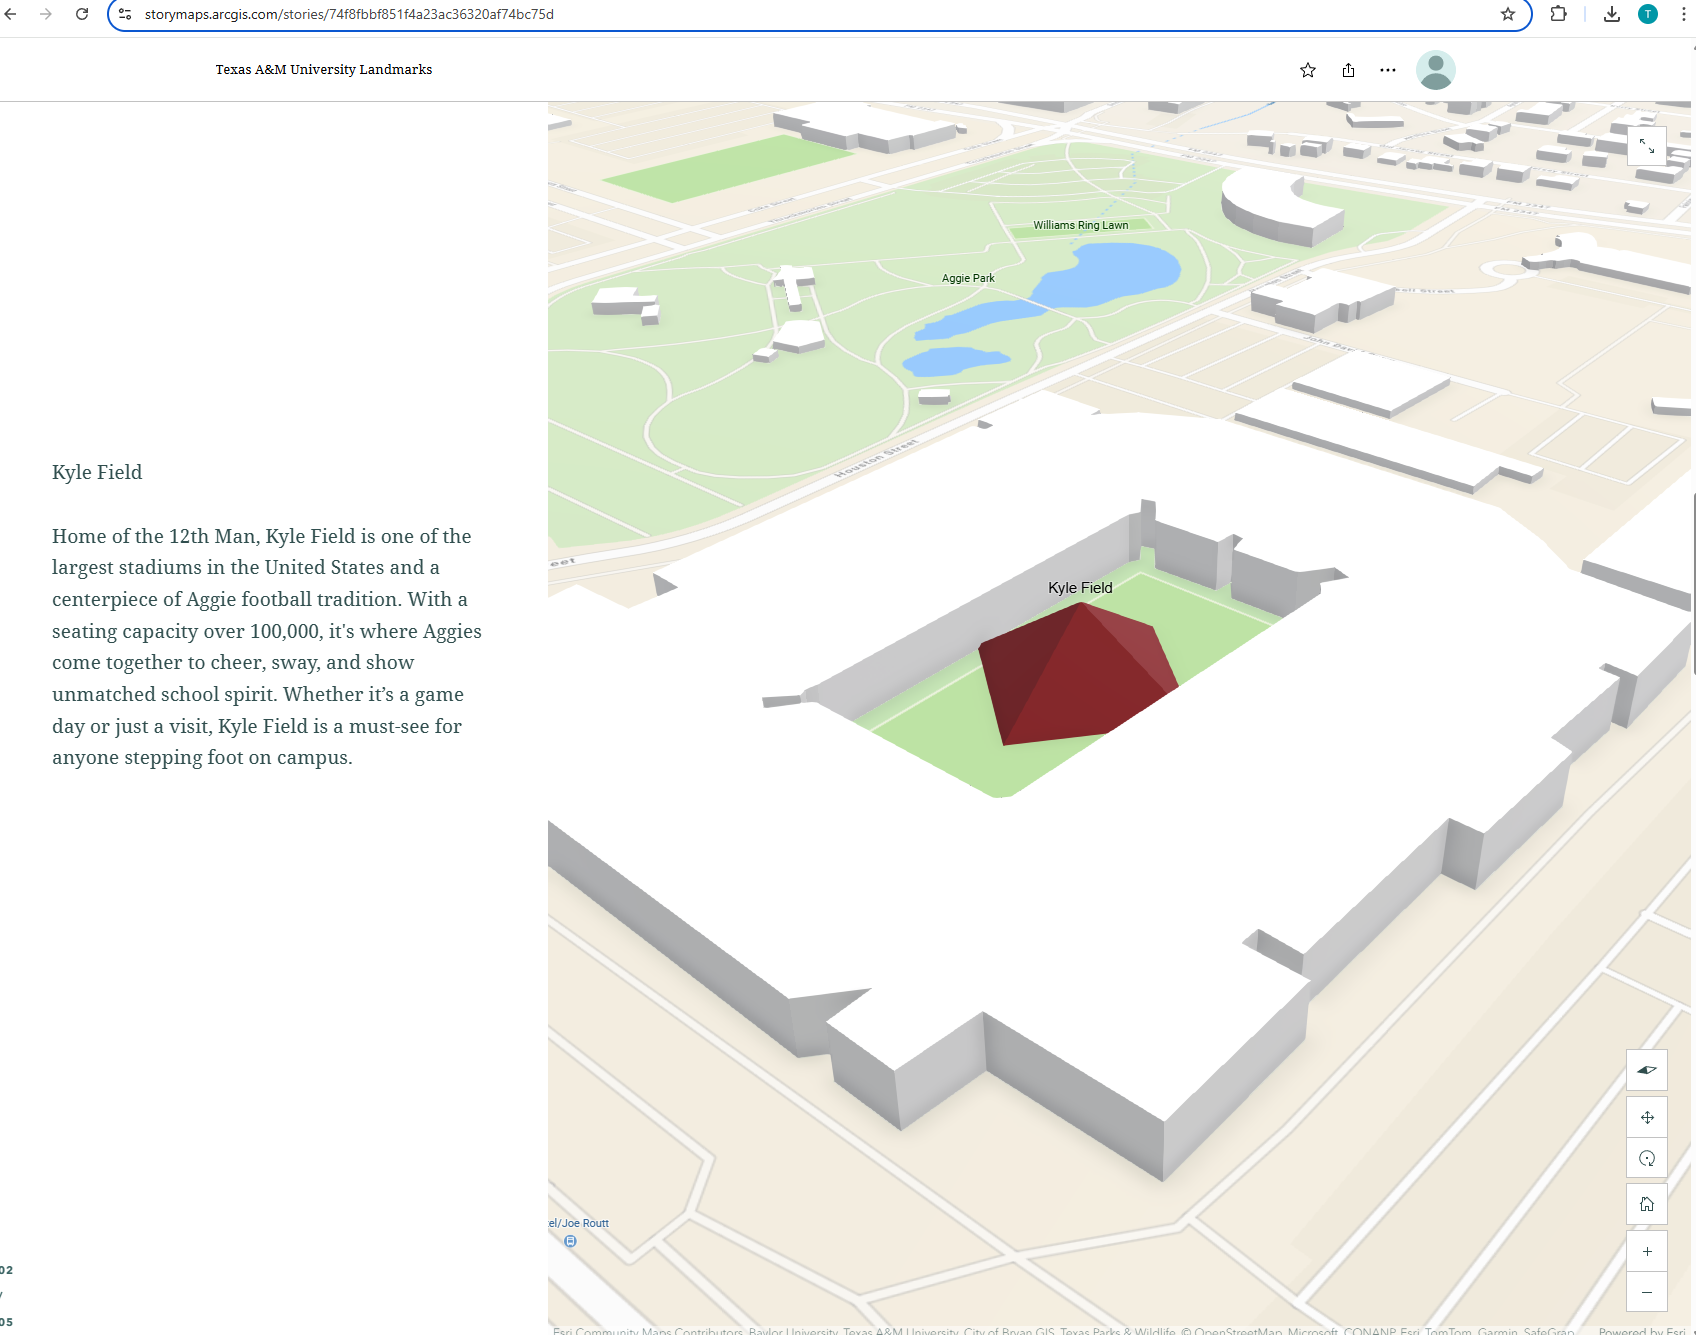 storymaps.arcgis.com/stories/74f8fbbf851f4a23ac36320af74bc75d
T
Texas A&M University Landmarks
Williams Ring Lawn
Aggie Park
Houston Street
Kyle Field
Kyle Field
Home of the 12th Man, Kyle Field is one of the
largest stadiums in the United States and a
centerpiece of Aggie football tradition. With a
seating capacity over 100,000, it's where Aggies
come together to cheer, sway, and show
unmatched school spirit. Whether it’s a game
day or just a visit, Kyle Field is a must-see for
anyone stepping foot on campus.
el/Joe Routt
02
/
05
Esri Community Maps Contributors, Baylor University, Texas A&M University, City of Bryan GIS, Texas Parks & Wildlife, © OpenStreetMap, Microsoft, CONANP, Esri, TomTom, Garmin, SafeGrap
Powered by Esri